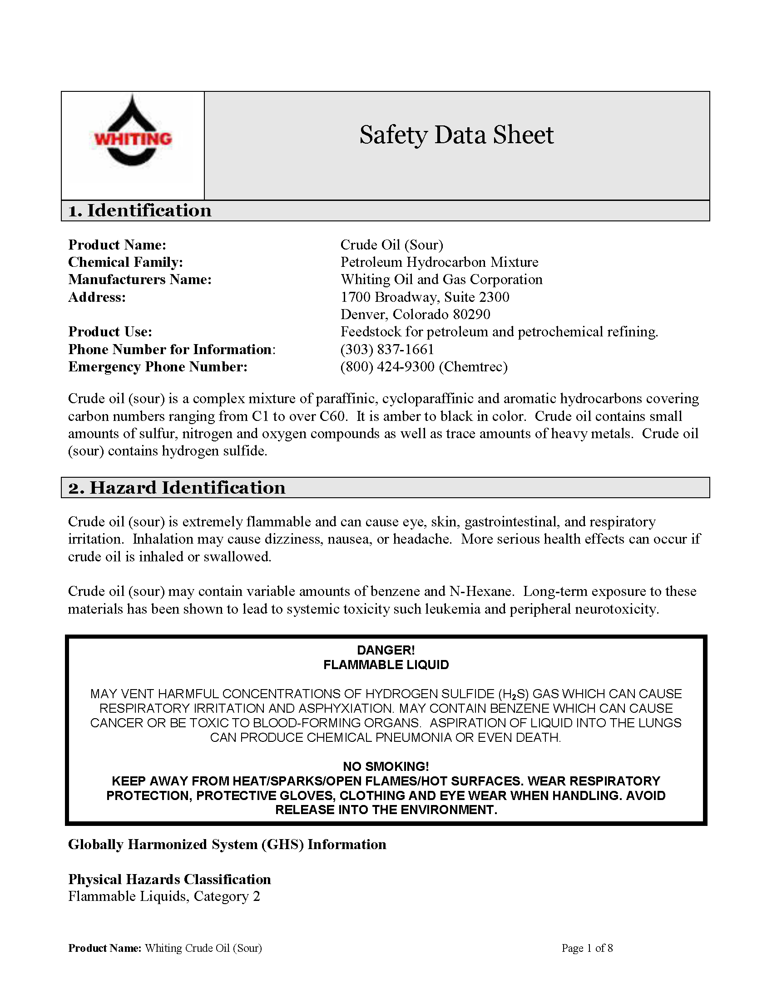 WHITING
Safety Data Sheet
1. Identification
Product Name: Crude Oil (Sour)
Chemical Family: Petroleum Hydrocarbon Mixture
Manufacturers Name: Whiting Oil and Gas Corporation
Address: 1700 Broadway, Suite 2300
Denver, Colorado 80290
Product Use: Feedstock for petroleum and petrochemical refining.
Phone Number for Information: (303) 837-1661
Emergency Phone Number: (800) 424-9300 (Chemtrec)
Crude oil (sour) is a complex mixture of paraffinic, cycloparaffinic and aromatic hydrocarbons covering
carbon numbers ranging from C1 to over C60.  It is amber to black in color.  Crude oil contains small
amounts of sulfur, nitrogen and oxygen compounds as well as trace amounts of heavy metals.  Crude oil
(sour) contains hydrogen sulfide.
2. Hazard Identification
Crude oil (sour) is extremely flammable and can cause eye, skin, gastrointestinal, and respiratory
irritation.  Inhalation may cause dizziness, nausea, or headache.  More serious health effects can occur if
crude oil is inhaled or swallowed.
Crude oil (sour) may contain variable amounts of benzene and N-Hexane.  Long-term exposure to these
materials has been shown to lead to systemic toxicity such leukemia and peripheral neurotoxicity.
DANGER!
FLAMMABLE LIQUID
MAY VENT HARMFUL CONCENTRATIONS OF HYDROGEN SULFIDE (H₂S) GAS WHICH CAN CAUSE
RESPIRATORY IRRITATION AND ASPHYXIATION. MAY CONTAIN BENZENE WHICH CAN CAUSE
CANCER OR BE TOXIC TO BLOOD-FORMING ORGANS.  ASPIRATION OF LIQUID INTO THE LUNGS
CAN PRODUCE CHEMICAL PNEUMONIA OR EVEN DEATH.
NO SMOKING!
KEEP AWAY FROM HEAT/SPARKS/OPEN FLAMES/HOT SURFACES. WEAR RESPIRATORY
PROTECTION, PROTECTIVE GLOVES, CLOTHING AND EYE WEAR WHEN HANDLING. AVOID
RELEASE INTO THE ENVIRONMENT.
Globally Harmonized System (GHS) Information
Physical Hazards Classification
Flammable Liquids, Category 2
Product Name: Whiting Crude Oil (Sour) Page 1 of 8